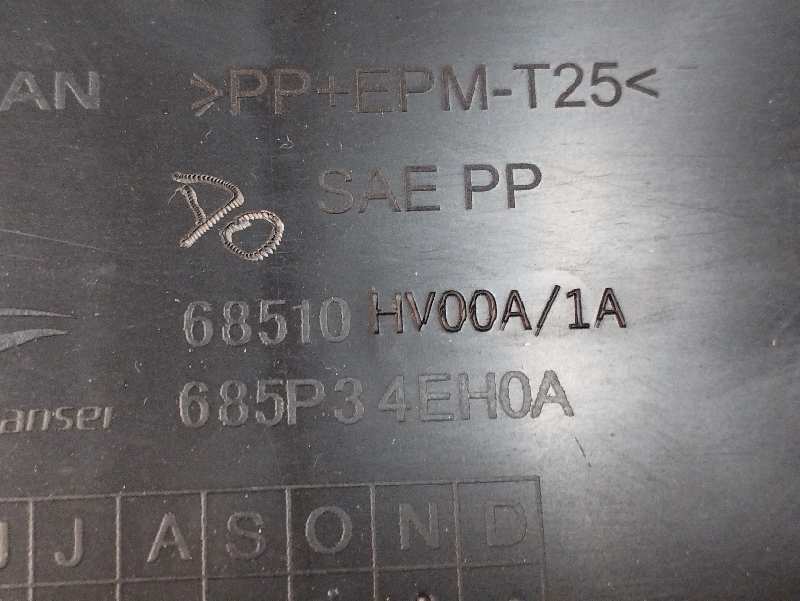 AN >PP+EPM-T25<
DO SAE PP
68510 HV00A/1A
ansei 685P3 4EH0A
J J A S O N D